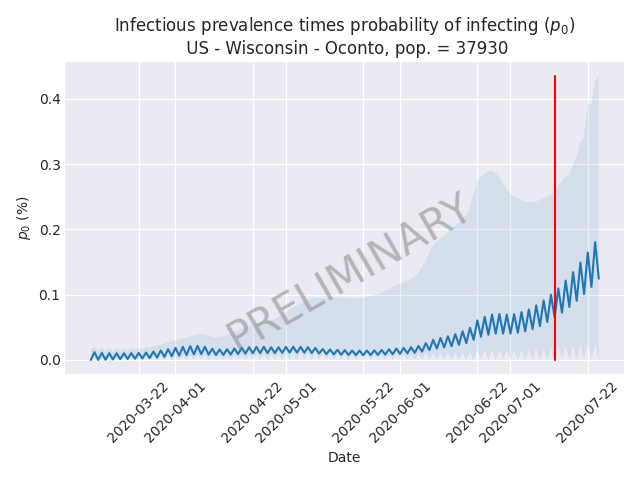 Infectious prevalence times probability of infecting (p₀)
US - Wisconsin - Oconto, pop. = 37930
0.4
0.3
0.2
0.1
0.0
p₀ (%)
PRELIMINARY
2020-03-22
2020-04-01
2020-04-22
2020-05-01
2020-05-22
2020-06-01
2020-06-22
2020-07-01
2020-07-22
Date